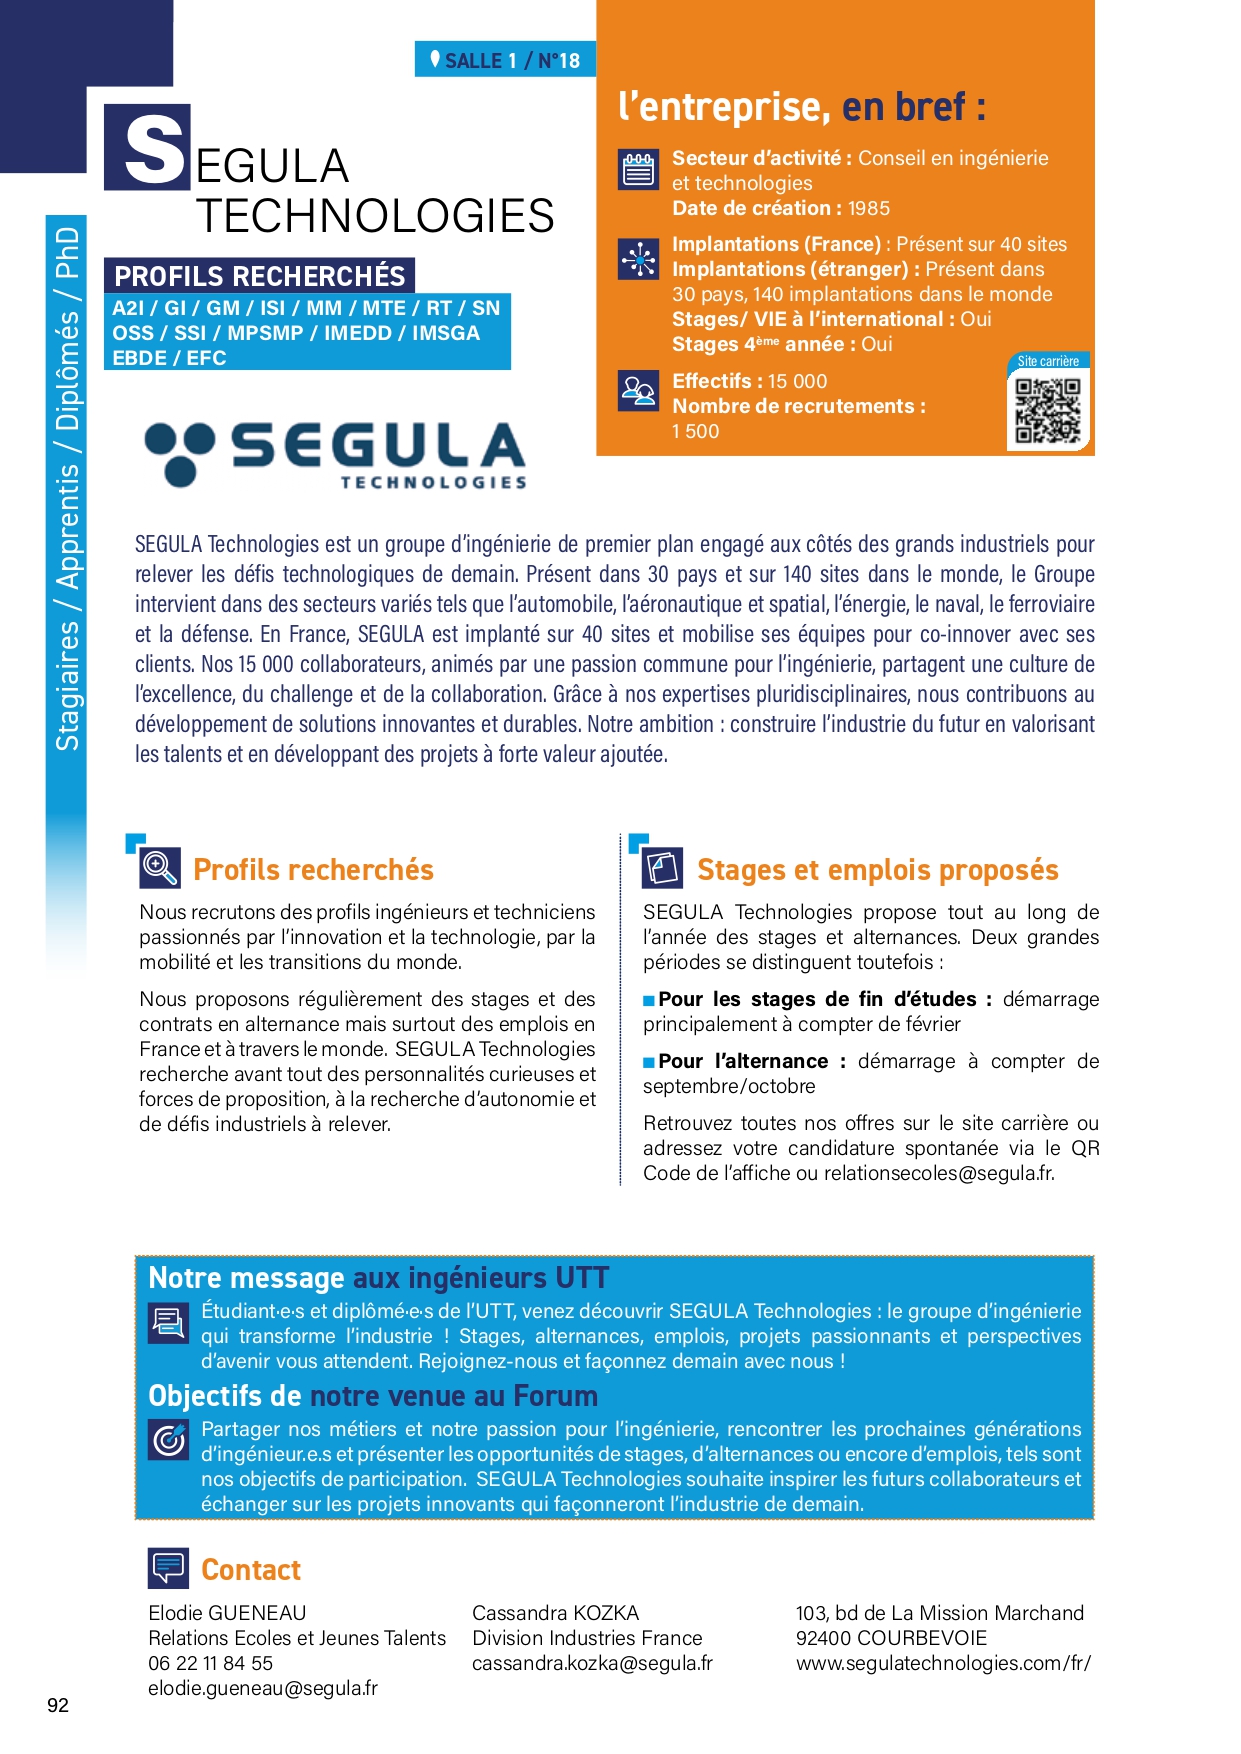 SALLE 1 / N°18
SEGULA
TECHNOLOGIES
PROFILS RECHERCHÉS
A2I / GI / GM / ISI / MM / MTE / RT / SN
OSS / SSI / MPSMP / IMEDD / IMSGA
EBDE / EFC
SEGULA
TECHNOLOGIES
l'entreprise, en bref :
Secteur d'activité : Conseil en ingénierie
et technologies
Date de création : 1985
Implantations (France) : Présent sur 40 sites
Implantations (étranger) : Présent dans
30 pays, 140 implantations dans le monde
Stages/ VIE à l'international : Oui
Stages 4ème année : Oui
Effectifs : 15 000
Nombre de recrutements :
1 500
Site carrière
Stagiaires / Apprentis / Diplômés / PhD
SEGULA Technologies est un groupe d'ingénierie de premier plan engagé aux côtés des grands industriels pour
relever les défis technologiques de demain. Présent dans 30 pays et sur 140 sites dans le monde, le Groupe
intervient dans des secteurs variés tels que l'automobile, l'aéronautique et spatial, l'énergie, le naval, le ferroviaire
et la défense. En France, SEGULA est implanté sur 40 sites et mobilise ses équipes pour co-innover avec ses
clients. Nos 15 000 collaborateurs, animés par une passion commune pour l'ingénierie, partagent une culture de
l'excellence, du challenge et de la collaboration. Grâce à nos expertises pluridisciplinaires, nous contribuons au
développement de solutions innovantes et durables. Notre ambition : construire l'industrie du futur en valorisant
les talents et en développant des projets à forte valeur ajoutée.
Profils recherchés
Nous recrutons des profils ingénieurs et techniciens
passionnés par l'innovation et la technologie, par la
mobilité et les transitions du monde.
Nous proposons régulièrement des stages et des
contrats en alternance mais surtout des emplois en
France et à travers le monde. SEGULA Technologies
recherche avant tout des personnalités curieuses et
forces de proposition, à la recherche d'autonomie et
de défis industriels à relever.
Stages et emplois proposés
SEGULA Technologies propose tout au long de
l'année des stages et alternances. Deux grandes
périodes se distinguent toutefois :
Pour les stages de fin d'études : démarrage
principalement à compter de février
Pour l'alternance : démarrage à compter de
septembre/octobre
Retrouvez toutes nos offres sur le site carrière ou
adressez votre candidature spontanée via le QR
Code de l'affiche ou relationsecoles@segula.fr.
Notre message aux ingénieurs UTT
Étudiant·e·s et diplômé·e·s de l'UTT, venez découvrir SEGULA Technologies : le groupe d'ingénierie
qui transforme l'industrie ! Stages, alternances, emplois, projets passionnants et perspectives
d'avenir vous attendent. Rejoignez-nous et façonnez demain avec nous !
Objectifs de notre venue au Forum
Partager nos métiers et notre passion pour l'ingénierie, rencontrer les prochaines générations
d'ingénieur.e.s et présenter les opportunités de stages, d'alternances ou encore d'emplois, tels sont
nos objectifs de participation. SEGULA Technologies souhaite inspirer les futurs collaborateurs et
échanger sur les projets innovants qui façonneront l'industrie de demain.
Contact
Elodie GUENEAU
Relations Ecoles et Jeunes Talents
06 22 11 84 55
elodie.gueneau@segula.fr
Cassandra KOZKA
Division Industries France
cassandra.kozka@segula.fr
103, bd de La Mission Marchand
92400 COURBEVOIE
www.segulatechnologies.com/fr/
92